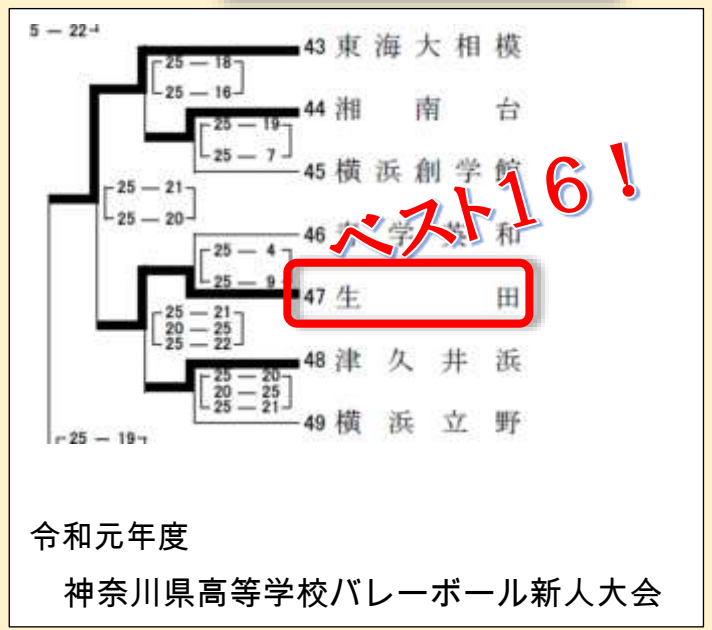 5 — 22
43 東海大相模
25 — 18
25 — 16
44 湘南台
25 — 19
25 — 7
45 横浜創学館
ベスト16!
25 — 21
25 — 20
46 学英和
25 — 4
25 — 9
47 生田
25 — 21
20 — 25
25 — 22
48 津久井浜
25 — 20
20 — 25
25 — 21
49 横浜立野
25 — 19
令和元年度
神奈川県高等学校バレーボール新人大会